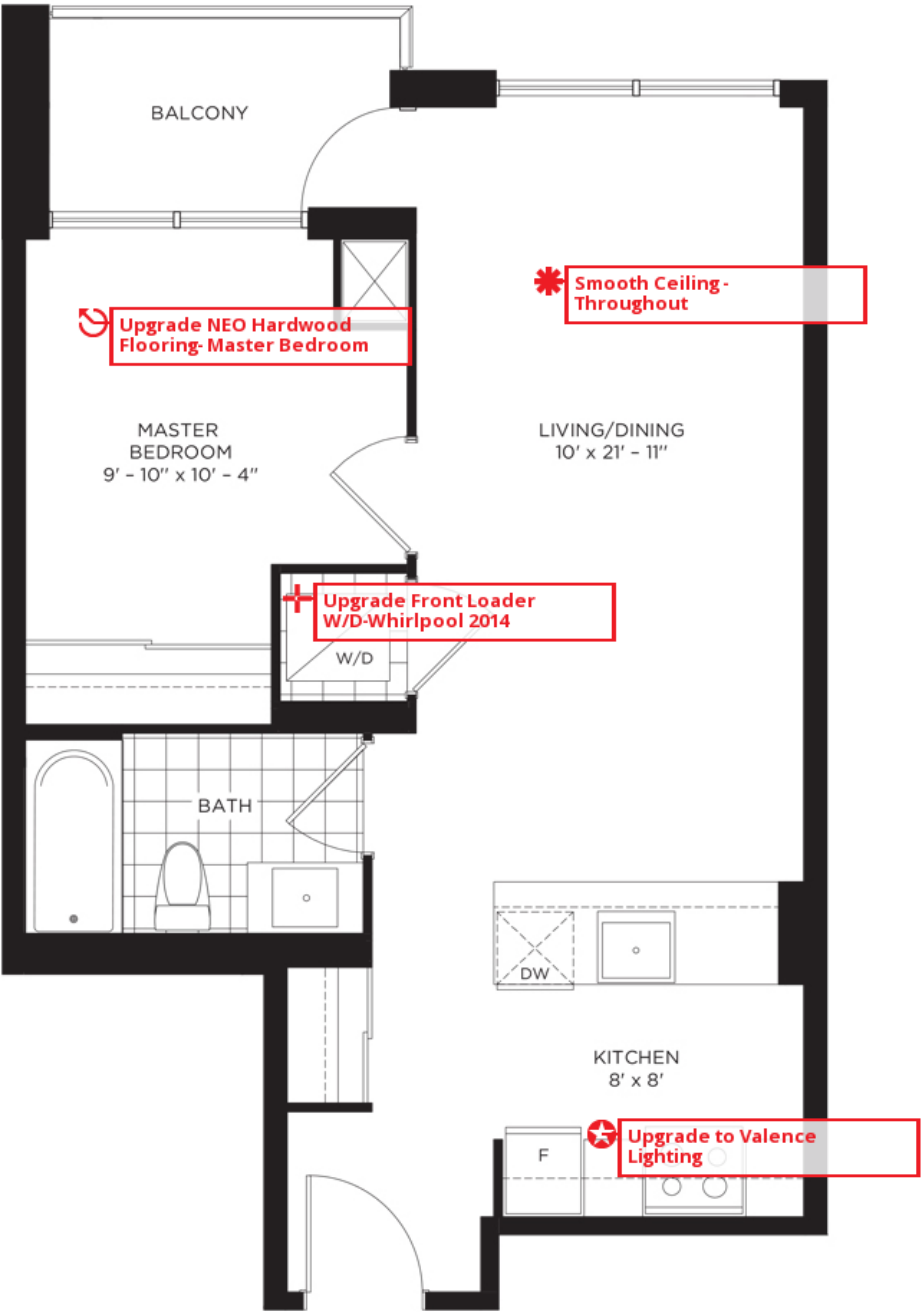 BALCONY
Smooth Ceiling -
Throughout
Upgrade NEO Hardwood
Flooring- Master Bedroom
MASTER
BEDROOM
9' - 10" x 10' - 4"
LIVING/DINING
10' x 21' - 11"
Upgrade Front Loader
W/D-Whirlpool 2014
W/D
BATH
DW
KITCHEN
8' x 8'
Upgrade to Valence
Lighting
F